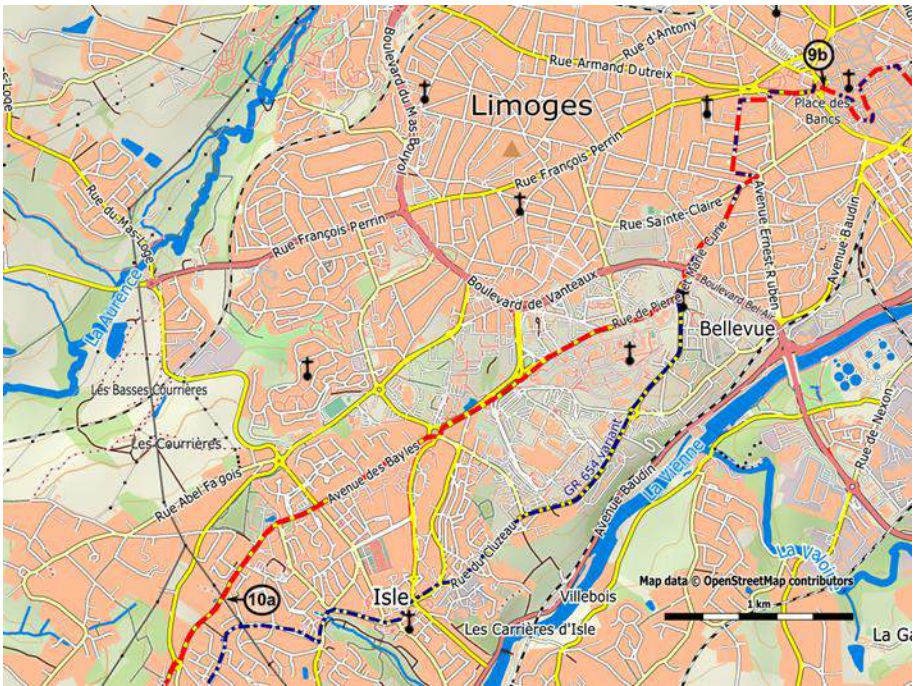 Rue d'Antony
9b
Rue Armand Dutreix
Boulevard du Mas-Bouyol
Limoges
Place des
Bancs
Rue François Perrin
Rue du Mas-Loge
Rue Sainte-Claire
Avenue Ernest Ruben
Avenue Baudin
Rue François Perrin
La Aurence
Boulevard de Vanteaux
Rue de Pierre et Marie Curie
Boulevard Bel Air
Bellevue
Les Basses Courrières
Les Courrières
Avenue des Bayles
GR 654 variant
La Vienne
Rue de Nexon
Rue Abel Fagois
Avenue Baudin
Rue du Cluzeau
Map data © OpenStreetMap contributors
1 km
10a
Isle
Villebois
Les Carrières d'Isle
La Ga